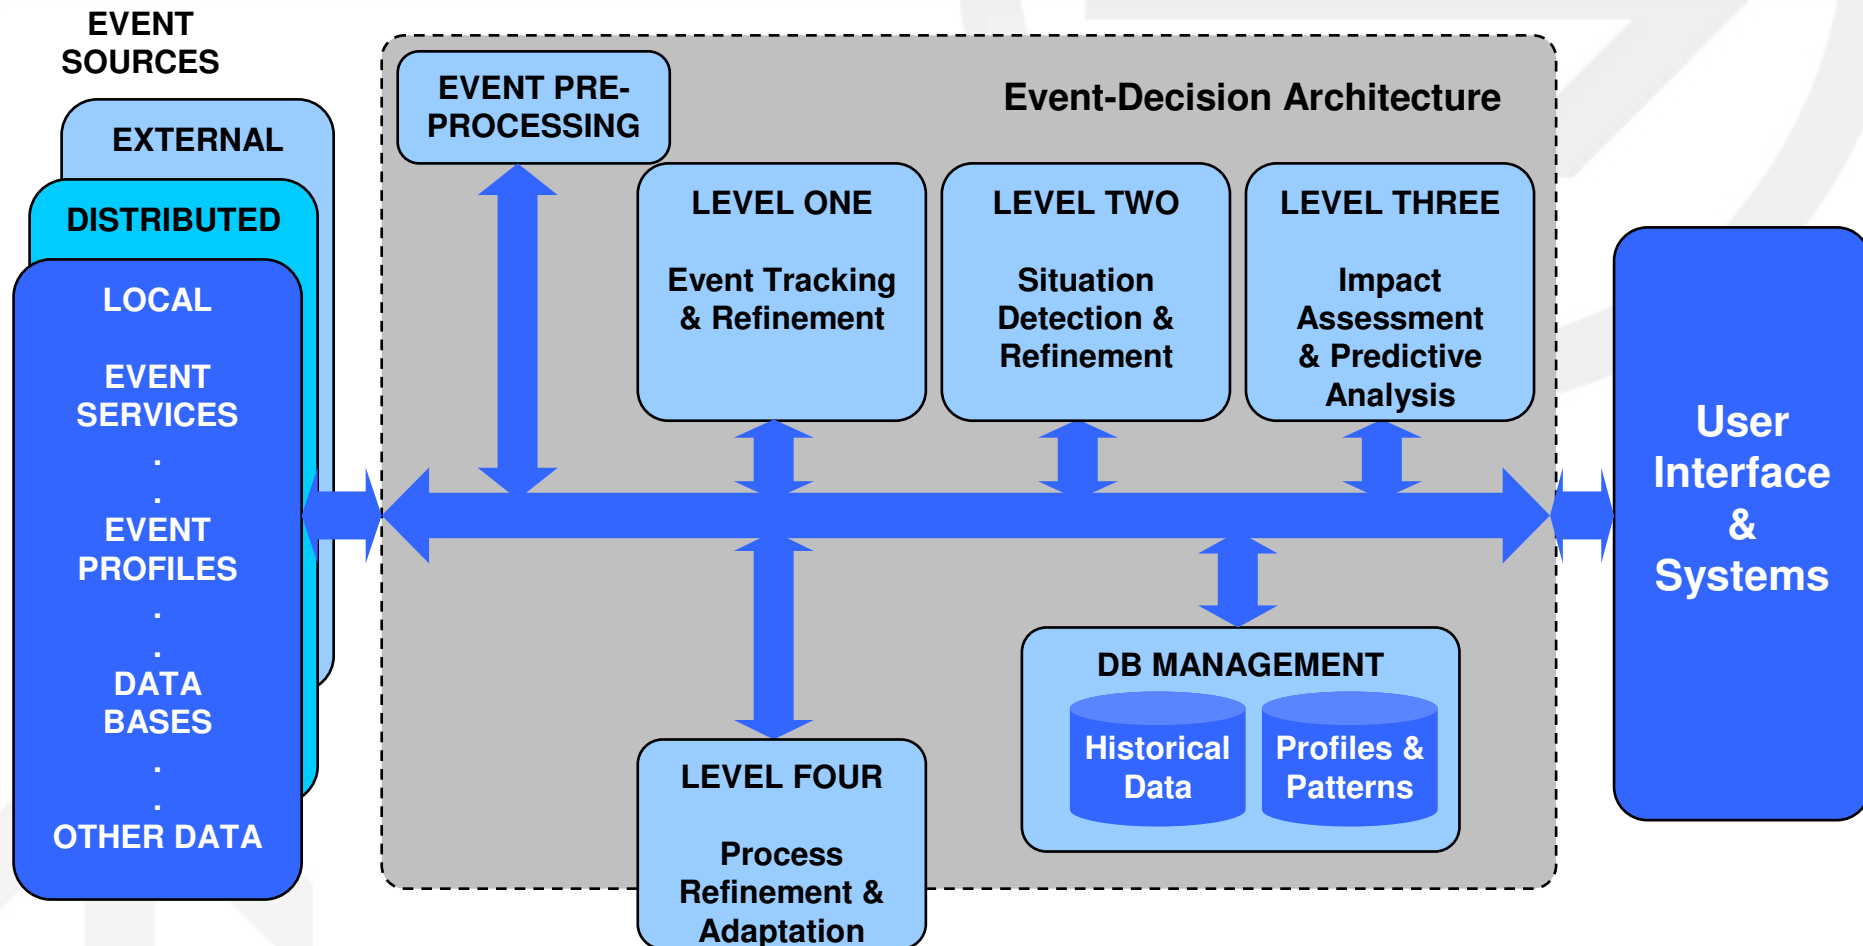 EVENT
SOURCES
EXTERNAL
DISTRIBUTED
LOCAL
EVENT
SERVICES
.
.
EVENT
PROFILES
.
.
DATA
BASES
.
.
OTHER DATA
EVENT PRE-
PROCESSING
Event-Decision Architecture
LEVEL ONE
Event Tracking
& Refinement
LEVEL TWO
Situation
Detection &
Refinement
LEVEL THREE
Impact
Assessment
& Predictive
Analysis
LEVEL FOUR
Process
Refinement &
Adaptation
DB MANAGEMENT
Historical
Data
Profiles &
Patterns
User
Interface
&
Systems